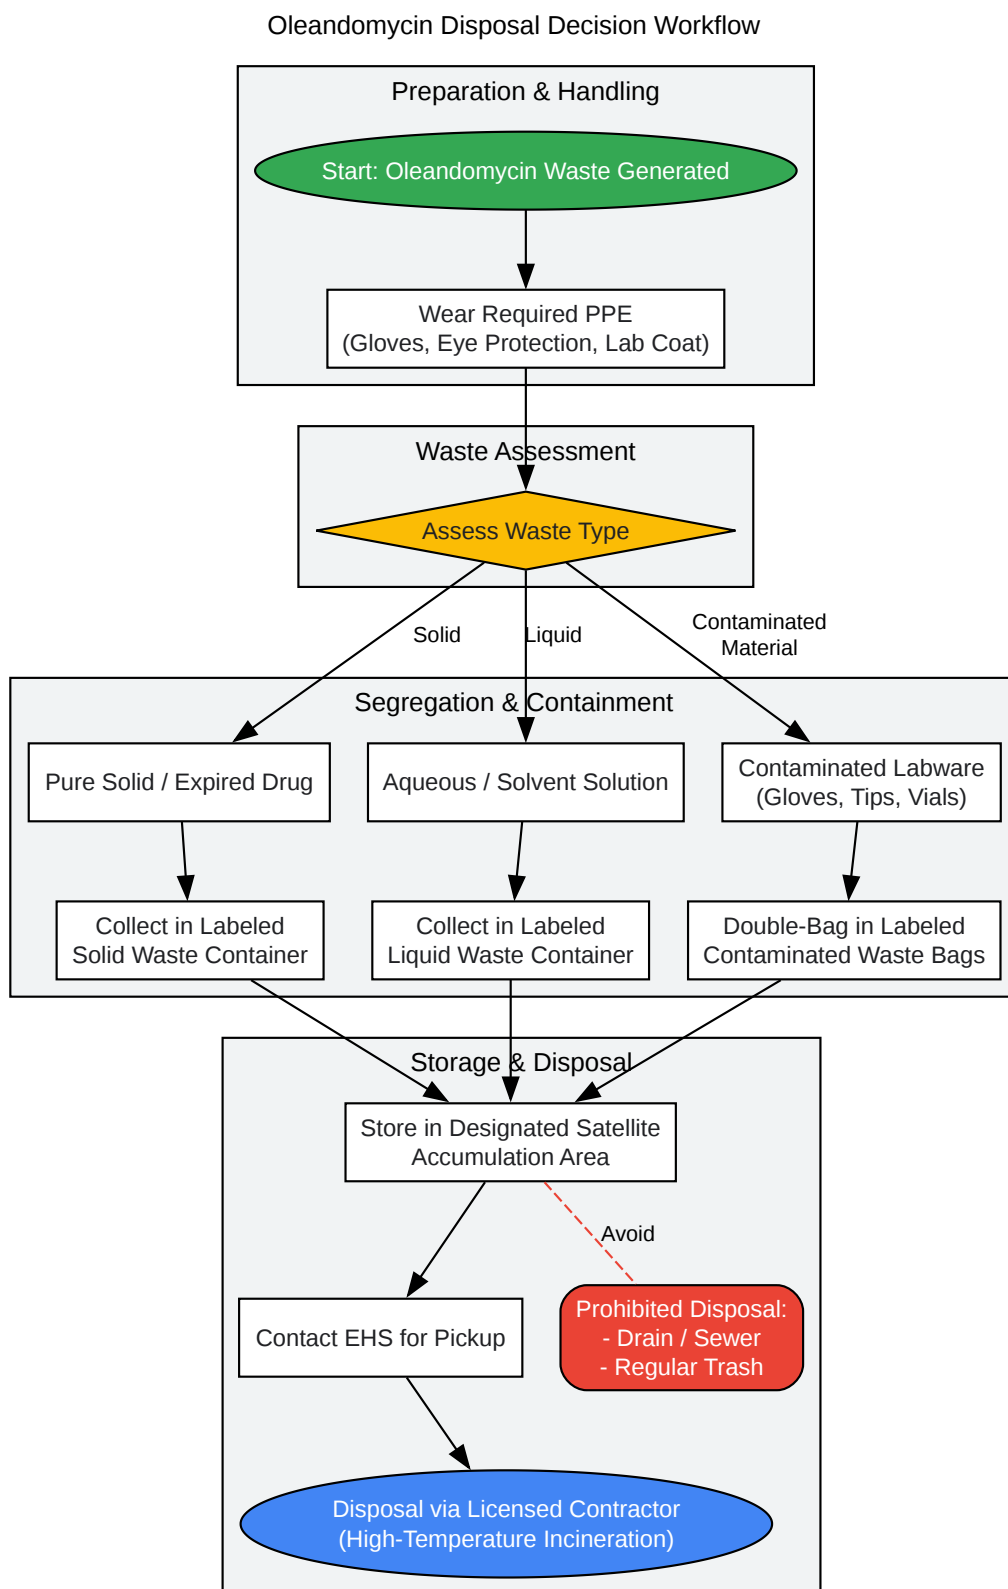 Oleandomycin Disposal Decision Workflow
Preparation & Handling
Start: Oleandomycin Waste Generated
Wear Required PPE
(Gloves, Eye Protection, Lab Coat)
Waste Assessment
Assess Waste Type
Solid
Liquid
Contaminated
Material
Segregation & Containment
Pure Solid / Expired Drug
Aqueous / Solvent Solution
Contaminated Labware
(Gloves, Tips, Vials)
Collect in Labeled
Solid Waste Container
Collect in Labeled
Liquid Waste Container
Double-Bag in Labeled
Contaminated Waste Bags
Storage & Disposal
Store in Designated Satellite
Accumulation Area
Avoid
Contact EHS for Pickup
Prohibited Disposal:
- Drain / Sewer
- Regular Trash
Disposal via Licensed Contractor
(High-Temperature Incineration)